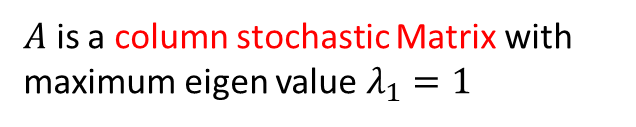 A is a column stochastic Matrix with
maximum eigen value λ₁ = 1